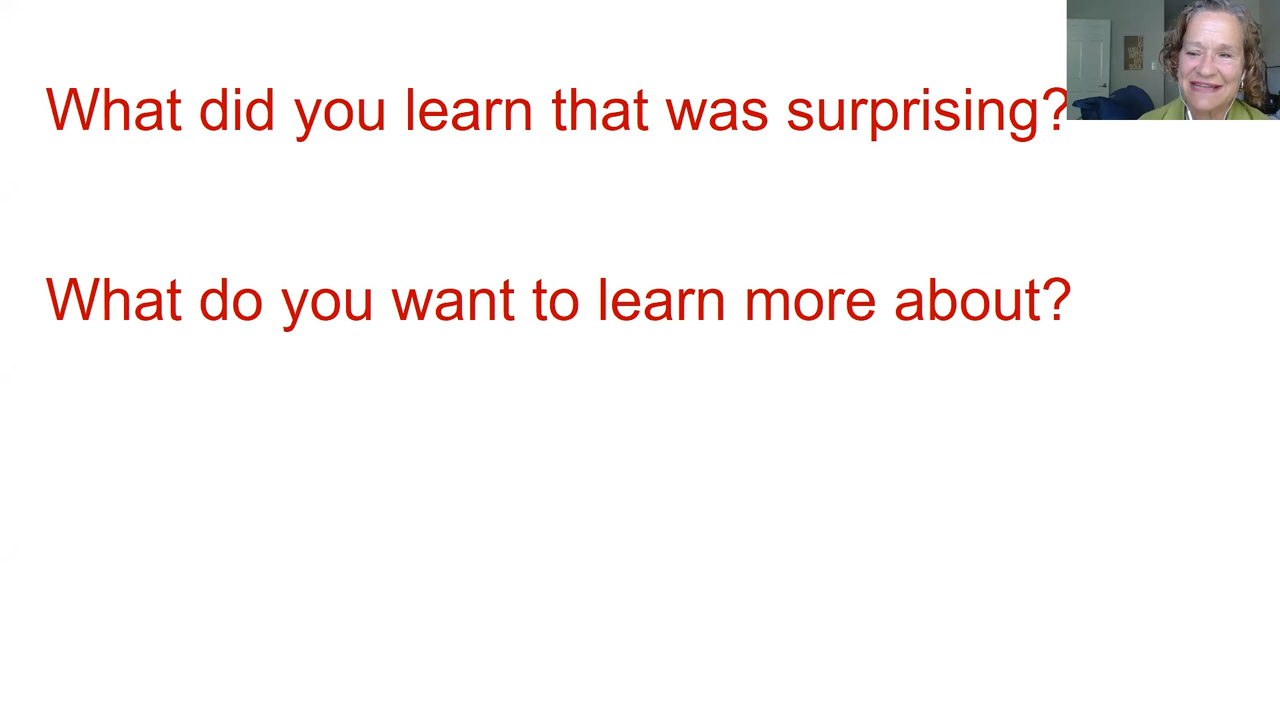 What did you learn that was surprising?
What do you want to learn more about?